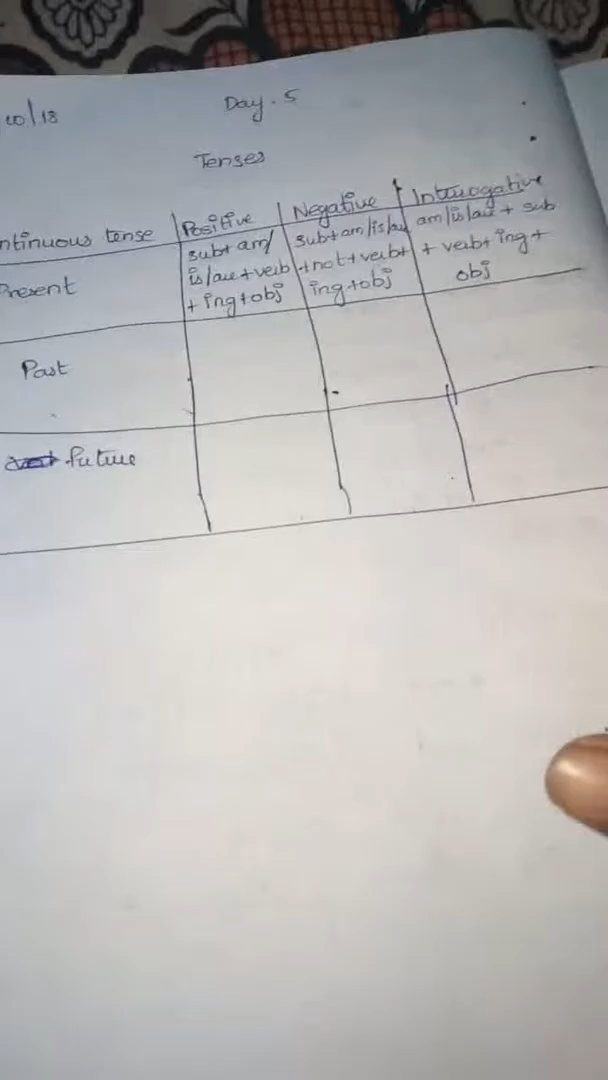 10/18
Day. 5
Tenses
ntinuous tense Positive Negative Interrogative
Present
sub+ am/
is/are+verb
+ ing+obj
sub+am/is/are
+not+verb+
ing+obj
am/is/are + sub
+ verb+ ing+
obj
Past
future